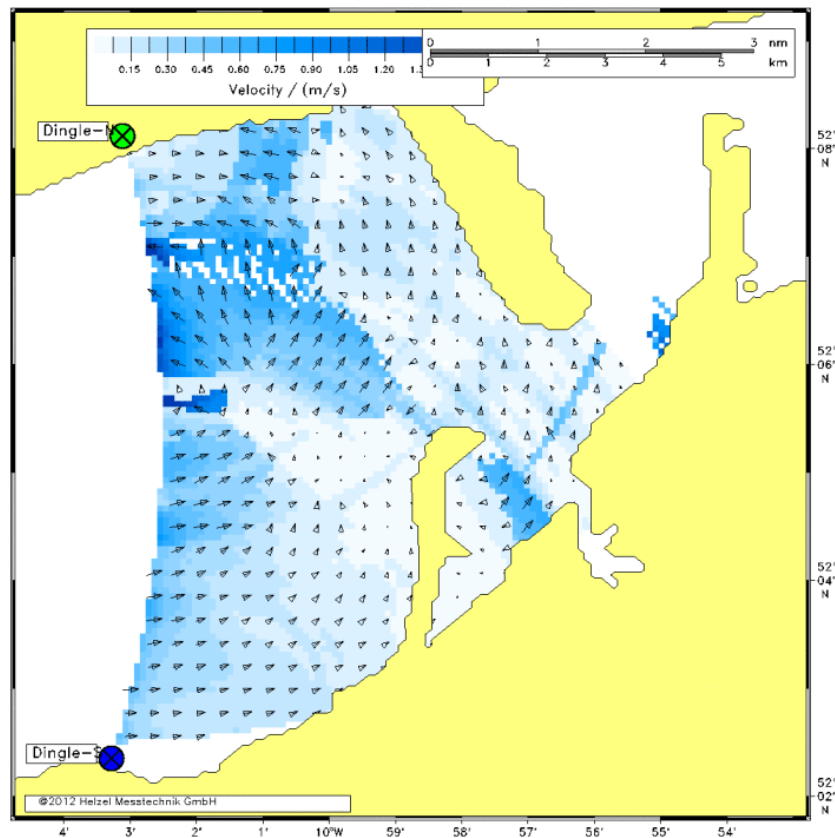 0 1 2 3 nm
0 1 2 3 4 5 km
0.15 0.30 0.45 0.60 0.75 0.90 1.05 1.20
Velocity / (m/s)
Dingle-N
52°
08'
N
52°
06'
N
52°
04'
N
Dingle-S
©2012 Helzel Messtechnik GmbH
52°
02'
N
4' 3' 2' 1' 10°W 59' 58' 57' 56' 55' 54'